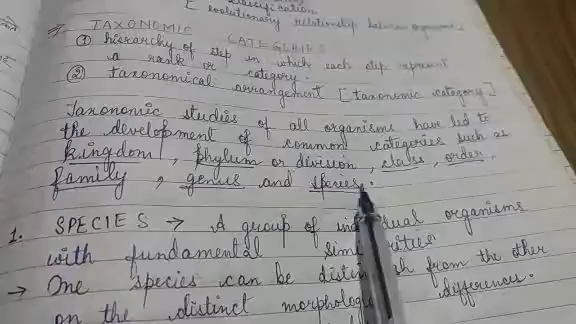 classification
[ evolutionary relationship between organisms
TAXONOMIC CATEGORIES
① hierarchy of step in which each step represent
a rank or category.
② taxonomical arrangement [taxonomic category]
Taxonomic studies of all organisms have led to
the development of common categories such as
kingdom, phylum or division, class, order,
family, genus and species.
1. SPECIES → A group of individual organisms
with fundamental
→ One species can be from the other
on the distinct differences.